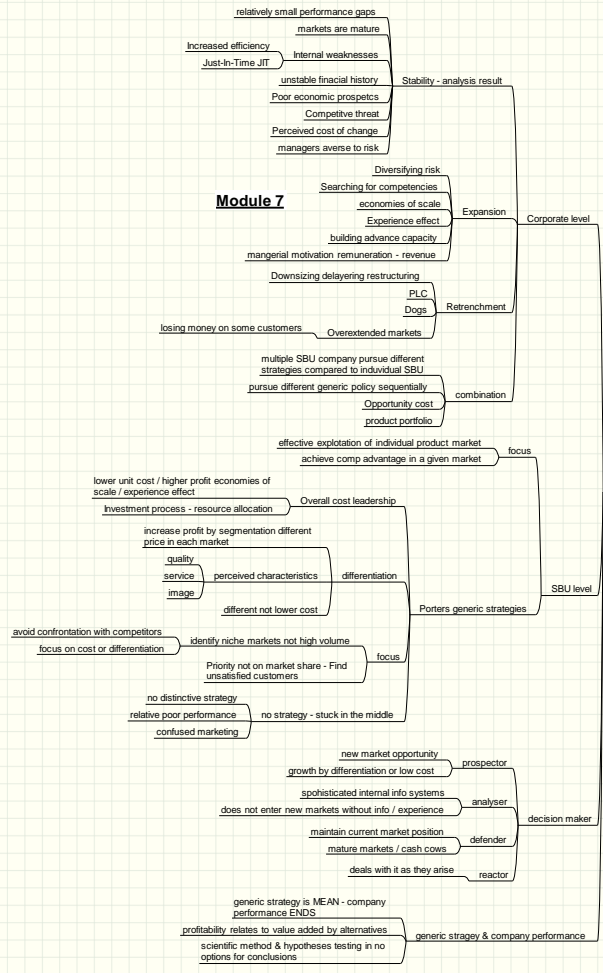 relatively small performance gaps
markets are mature
Increased efficiency
Just-In-Time JIT
Internal weaknesses
unstable finacial history
Poor economic prospetcs
Competitve threat
Perceived cost of change
managers averse to risk
Stability - analysis result
Module 7
Diversifying risk
Searching for competencies
economies of scale
Experience effect
building advance capacity
mangerial motivation remuneration - revenue
Expansion
Corporate level
Downsizing delayering restructuring
PLC
Dogs
losing money on some customers
Overextended markets
Retrenchment
multiple SBU company pursue different
strategies compared to induvidual SBU
pursue different generic policy sequentially
Opportunity cost
product portfolio
combination
effective explotation of individual product market
achieve comp advantage in a given market
focus
lower unit cost / higher profit economies of
scale / experience effect
Investment process - resource allocation
Overall cost leadership
increase profit by segmentation different
price in each market
quality
service
image
perceived characteristics
different not lower cost
differentiation
SBU level
Porters generic strategies
avoid confrontation with competitors
focus on cost or differentiation
identify niche markets not high volume
Priority not on market share - Find
unsatisfied customers
focus
no distinctive strategy
relative poor performance
confused marketing
no strategy - stuck in the middle
new market opportunity
growth by differentiation or low cost
prospector
sphoisticated internal info systems
does not enter new markets without info / experience
analyser
decision maker
maintain current market position
mature markets / cash cows
defender
deals with it as they arise
reactor
generic strategy is MEAN - company
performance ENDS
profitability relates to value added by alternatives
scientific method & hypotheses testing in no
options for conclusions
generic stragey & company performance